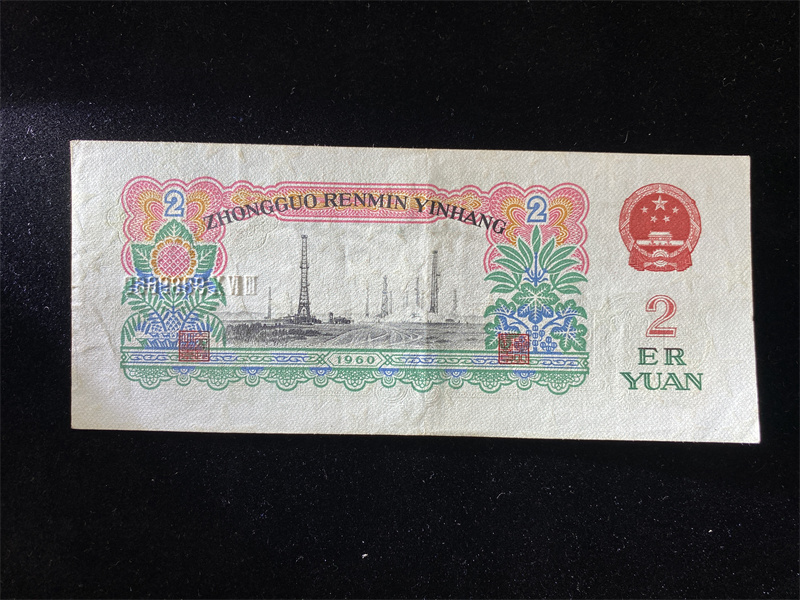 2 2
ZHONGGUO RENMIN YINHANG
1960
2
ER
YUAN